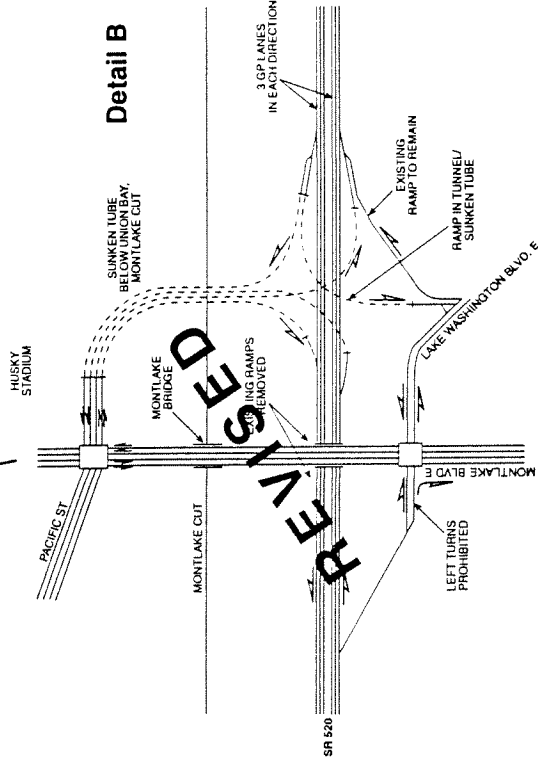 Detail B
3 GP LANES
IN EACH DIRECTION
SUNKEN TUBE
BELOW UNION BAY,
MONTLAKE CUT
HUSKY
STADIUM
EXISTING
RAMP TO REMAIN
RAMP IN TUNNEL/
SUNKEN TUBE
LAKE WASHINGTON BLVD. E
MONTLAKE
BRIDGE
EXISTING RAMPS
REMOVED
REVISED
PACIFIC ST
MONTLAKE CUT
MONTLAKE BLVD E
LEFT TURNS
PROHIBITED
SR 520